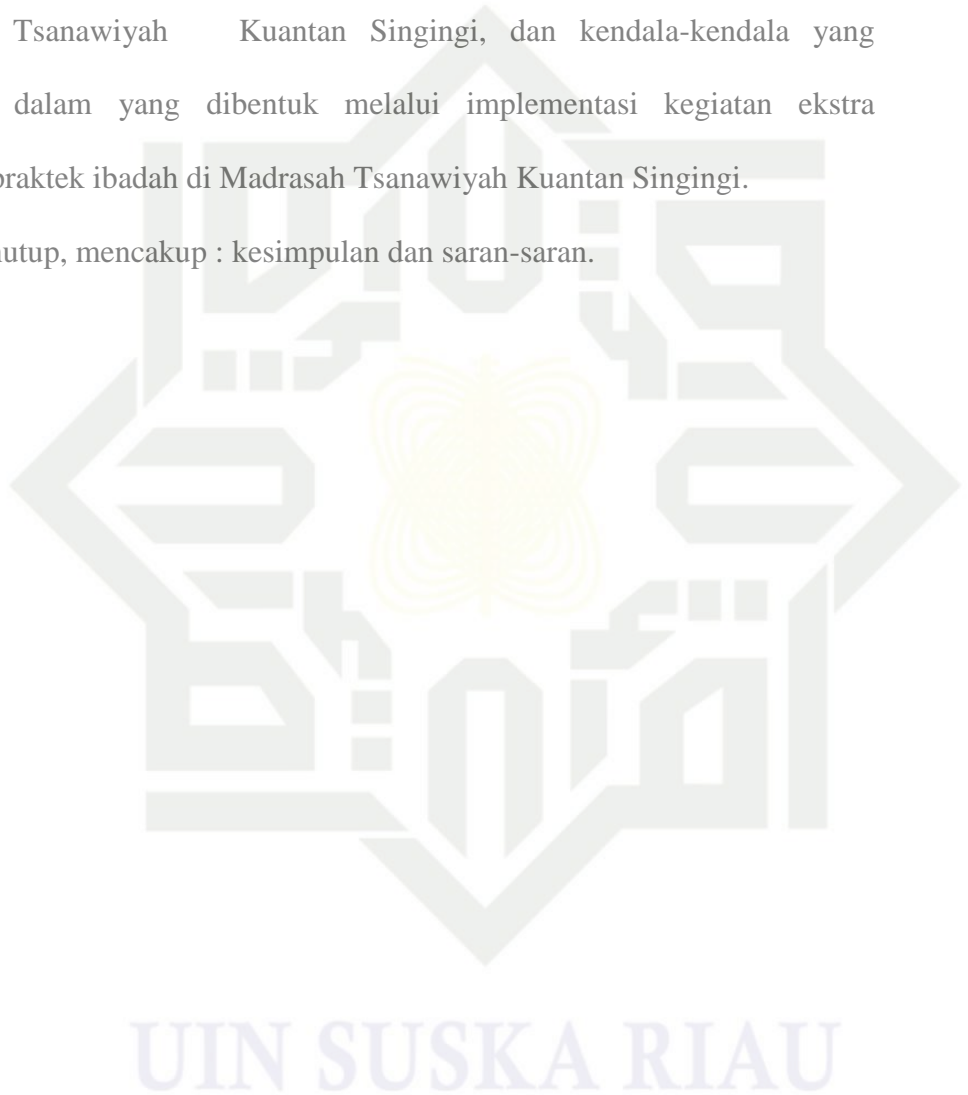 Tsanawiyah Kuantan Singingi, dan kendala-kendala yang
dalam yang dibentuk melalui implementasi kegiatan ekstra
praktek ibadah di Madrasah Tsanawiyah Kuantan Singingi.
nutup, mencakup : kesimpulan dan saran-saran.
UIN SUSKA RIAU